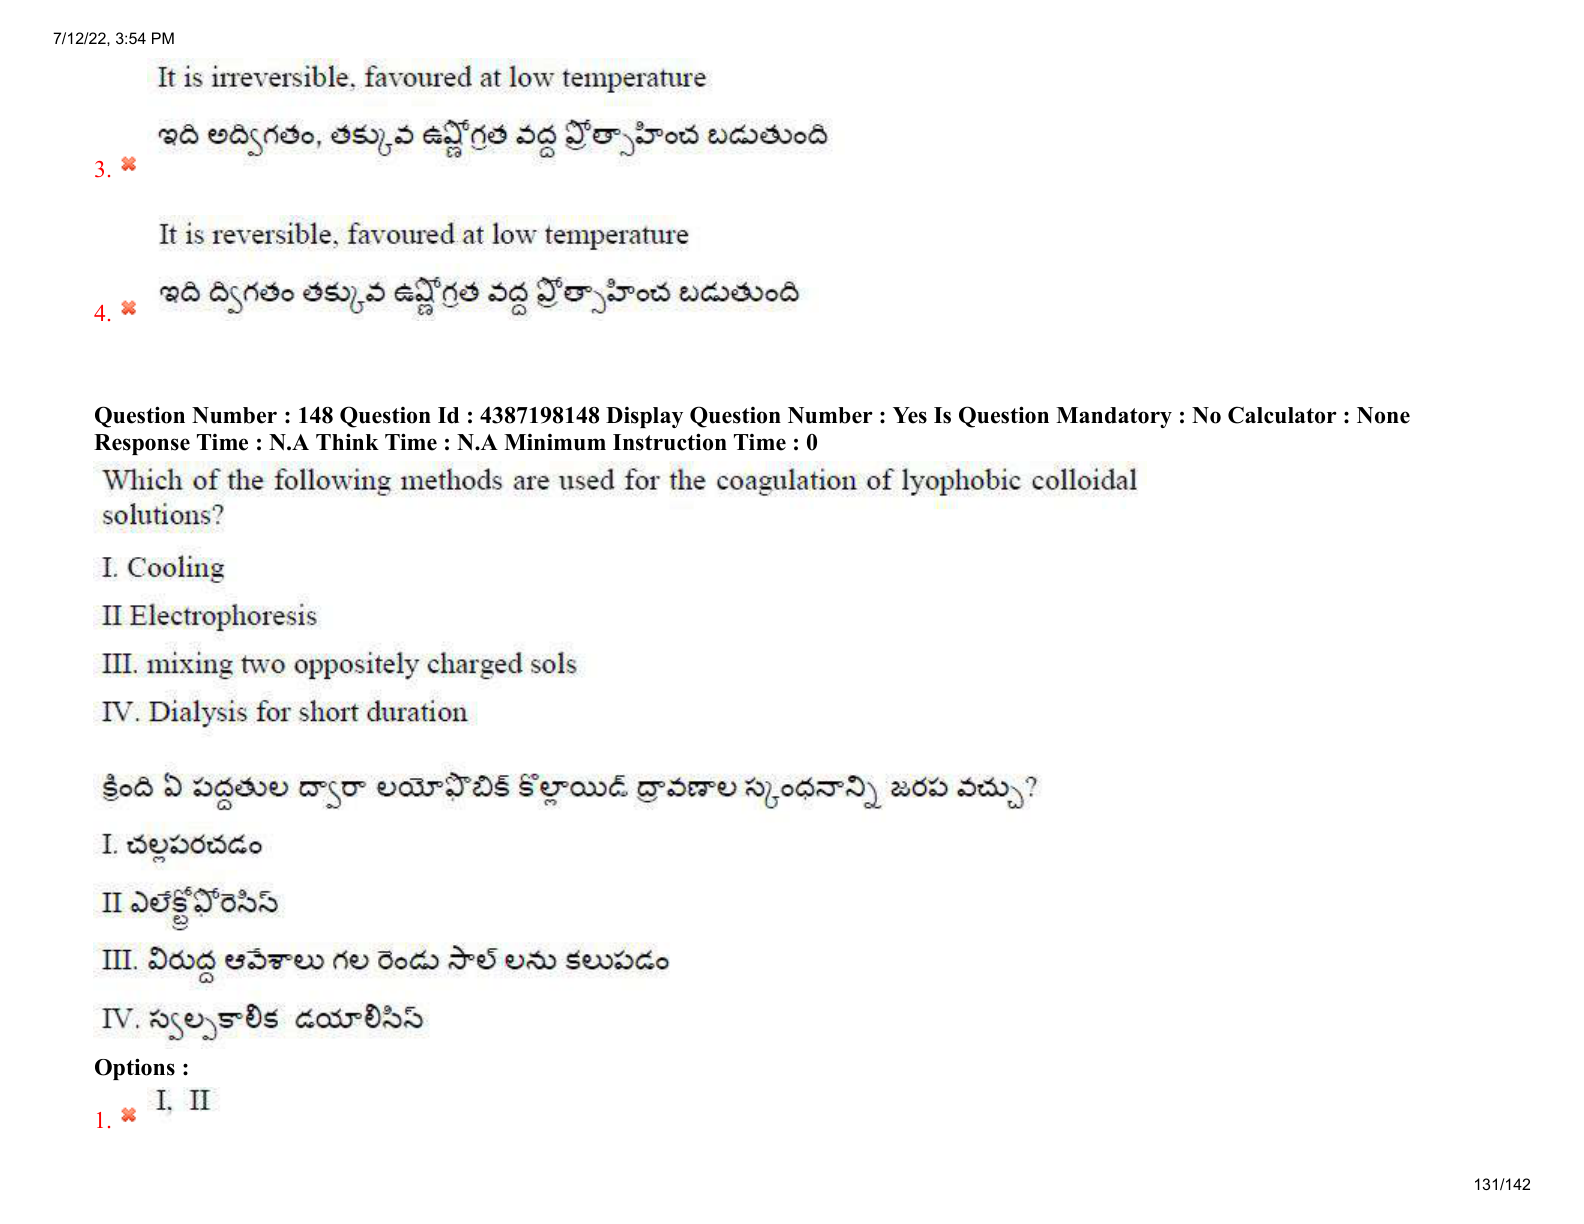 7/12/22, 3:54 PM
It is irreversible, favoured at low temperature
ఇది అద్విగతం, తక్కువ ఉష్ణోగ్రత వద్ద ప్రోత్సాహించ బడుతుంది
3.
It is reversible, favoured at low temperature
ఇది ద్విగతం తక్కువ ఉష్ణోగ్రత వద్ద ప్రోత్సాహించ బడుతుంది
4.
Question Number : 148 Question Id : 4387198148 Display Question Number : Yes Is Question Mandatory : No Calculator : None
Response Time : N.A Think Time : N.A Minimum Instruction Time : 0
Which of the following methods are used for the coagulation of lyophobic colloidal
solutions?
I. Cooling
II Electrophoresis
III. mixing two oppositely charged sols
IV. Dialysis for short duration
క్రింది ఏ పద్దతుల ద్వారా లయోఫొబిక్ కొల్లాయిడ్ ద్రావణాల స్కంధనాన్ని జరప వచ్చు?
I. చల్లపరచడం
II ఎలేక్ట్రోఫోరెసిస్
III. విరుద్ద ఆవేశాలు గల రెండు సాల్ లను కలుపడం
IV. స్వల్పకాలిక డయాలిసిస్
Options :
I, II
1.
131/142